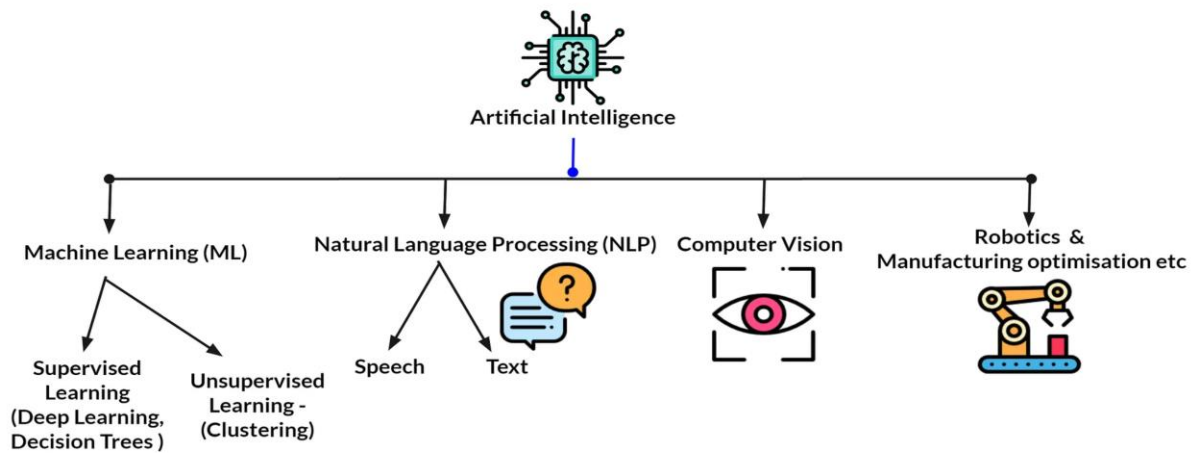 Artificial Intelligence
Machine Learning (ML)
Natural Language Processing (NLP)
Computer Vision
Robotics &
Manufacturing optimisation etc
?
Supervised
Learning
(Deep Learning,
Decision Trees )
Unsupervised
Learning -
(Clustering)
Speech
Text